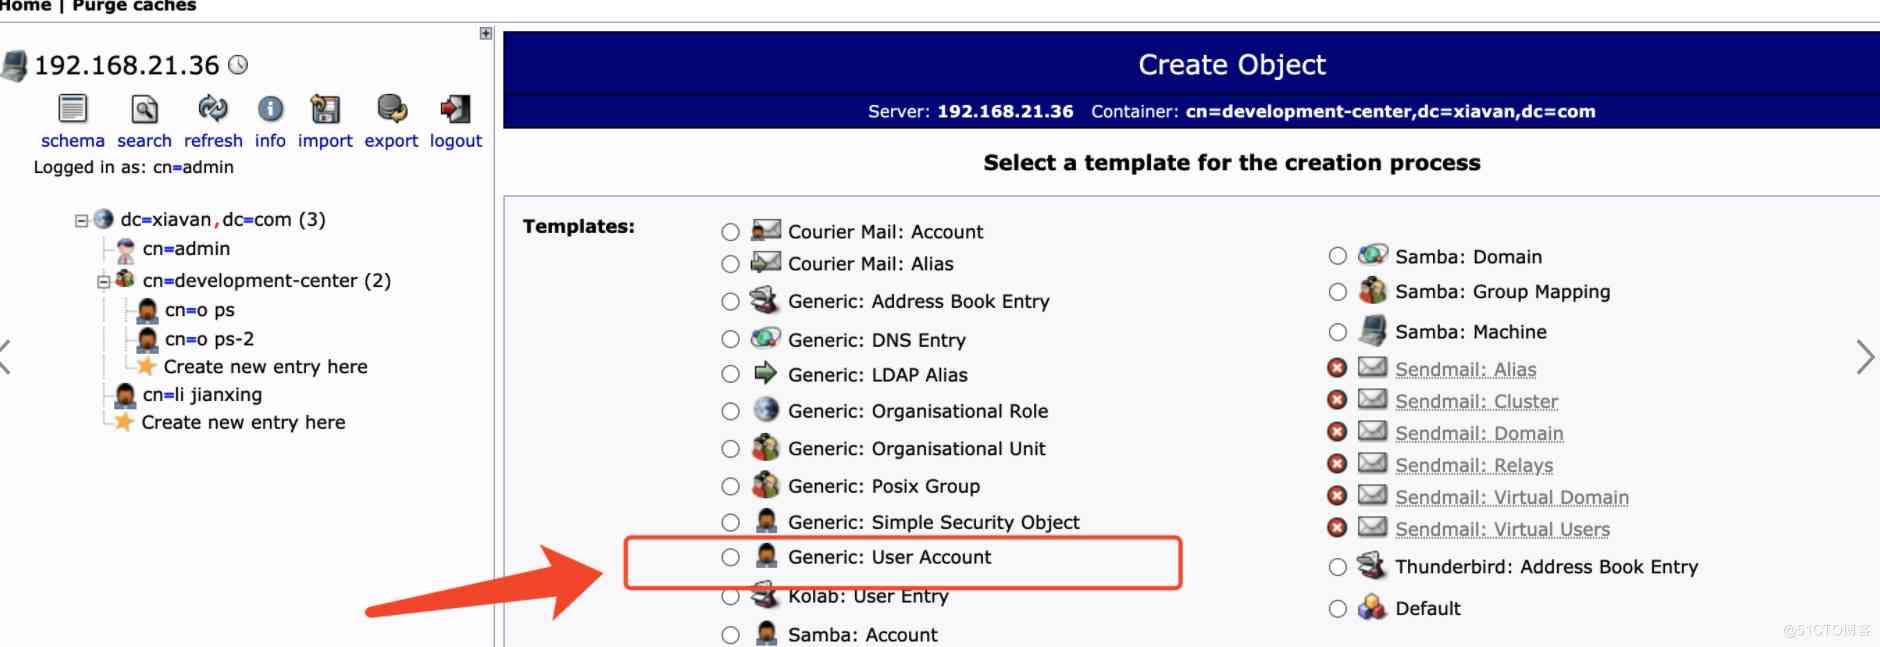 Home | Purge caches
192.168.21.36
schema search refresh info import export logout
Logged in as: cn=admin
dc=xiavan,dc=com (3)
cn=admin
cn=development-center (2)
cn=o ps
cn=o ps-2
Create new entry here
cn=li jianxing
Create new entry here
Create Object
Server: 192.168.21.36 Container: cn=development-center,dc=xiavan,dc=com
Select a template for the creation process
Templates:
Courier Mail: Account
Courier Mail: Alias
Generic: Address Book Entry
Generic: DNS Entry
Generic: LDAP Alias
Generic: Organisational Role
Generic: Organisational Unit
Generic: Posix Group
Generic: Simple Security Object
Generic: User Account
Kolab: User Entry
Samba: Account
Samba: Domain
Samba: Group Mapping
Samba: Machine
Sendmail: Alias
Sendmail: Cluster
Sendmail: Domain
Sendmail: Relays
Sendmail: Virtual Domain
Sendmail: Virtual Users
Thunderbird: Address Book Entry
Default
@51CTO博客